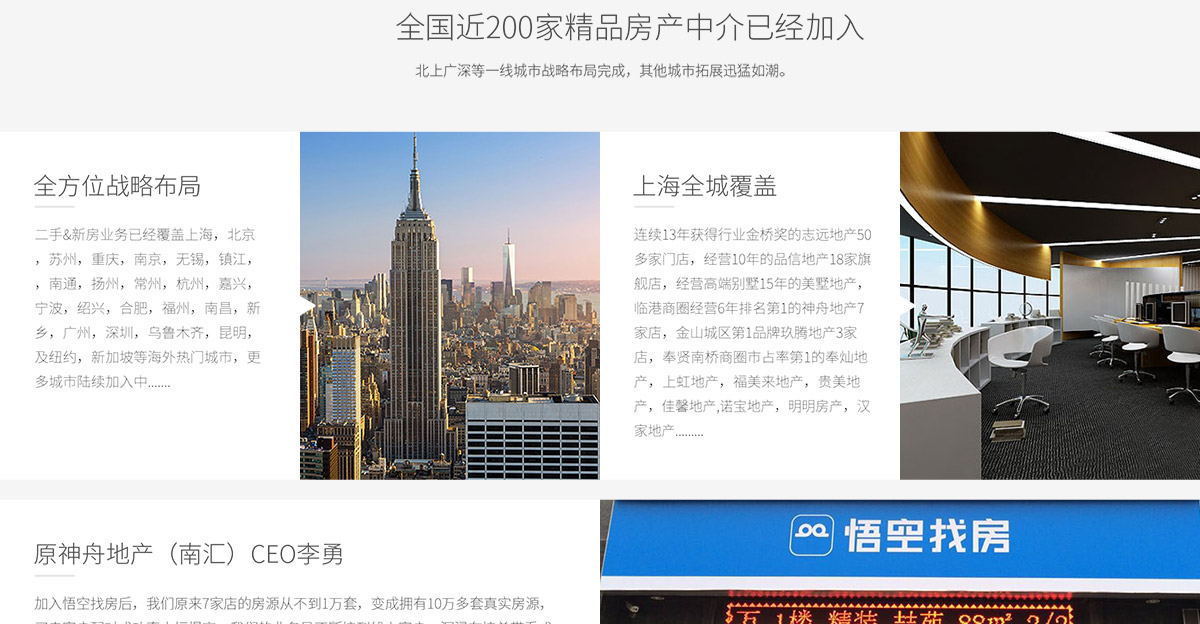 全国近200家精品房产中介已经加入
北上广深等一线城市战略布局完成，其他城市拓展迅猛如潮。
全方位战略布局
二手&新房业务已经覆盖上海，北京
，苏州，重庆，南京，无锡，镇江，
，南通，扬州，常州，杭州，嘉兴，
宁波，绍兴，合肥，福州，南昌，新
乡，广州，深圳，乌鲁木齐，昆明，
及纽约，新加坡等海外热门城市，更
多城市陆续加入中.......
上海全城覆盖
连续13年获得行业金桥奖的志远地产50
多家门店，经营10年的品信地产18家旗
舰店，经营高端别墅15年的美墅地产，
临港商圈经营6年排名第1的神舟地产7
家店，金山城区第1品牌玖腾地产3家
店，奉贤南桥商圈市占率第1的奉灿地
产，上虹地产，福美来地产，贵美地
产，佳馨地产,诺宝地产，明明房产，汉
家地产.........
原神舟地产（南汇）CEO李勇
加入悟空找房后，我们原来7家店的房源从不到1万套，变成拥有10万多套真实房源，
悟空找房
万 1楼 精装 拮苑 88m² 2/2